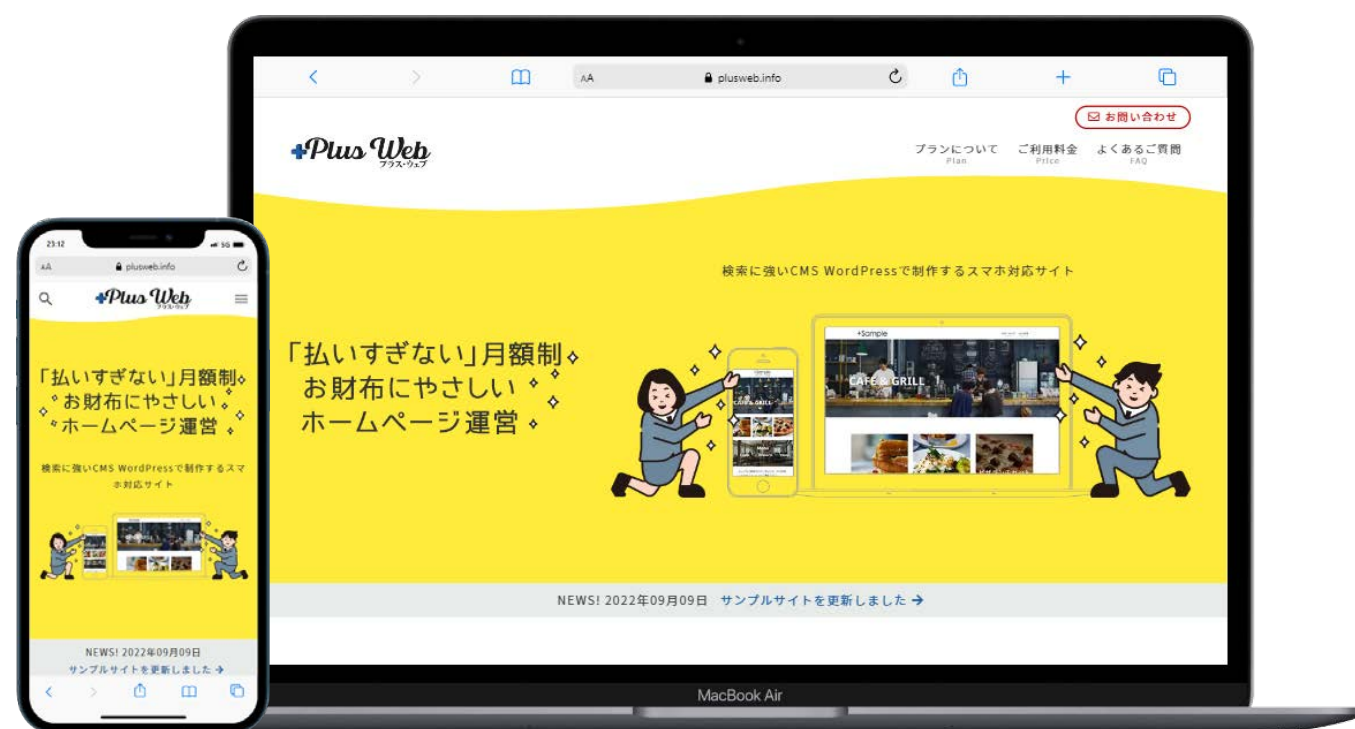 AA
plusweb.info
お問い合わせ
+Plus Web
プラス・ウェブ
プランについて
Plan
ご利用料金
Price
よくあるご質問
FAQ
検索に強いCMS WordPressで制作するスマホ対応サイト
「払いすぎない」月額制
お財布にやさしい
ホームページ運営
+Sample
CAFE & GRILL
CAFE & GRILL
NEWS! 2022年09月09日 サンプルサイトを更新しました →
MacBook Air
23:12
5G
AA
plusweb.info
+Plus Web
プラス・ウェブ
「払いすぎない」月額制
お財布にやさしい
ホームページ運営
検索に強いCMS WordPressで制作するスマ
ホ対応サイト
NEWS! 2022年09月09日
サンプルサイトを更新しました →